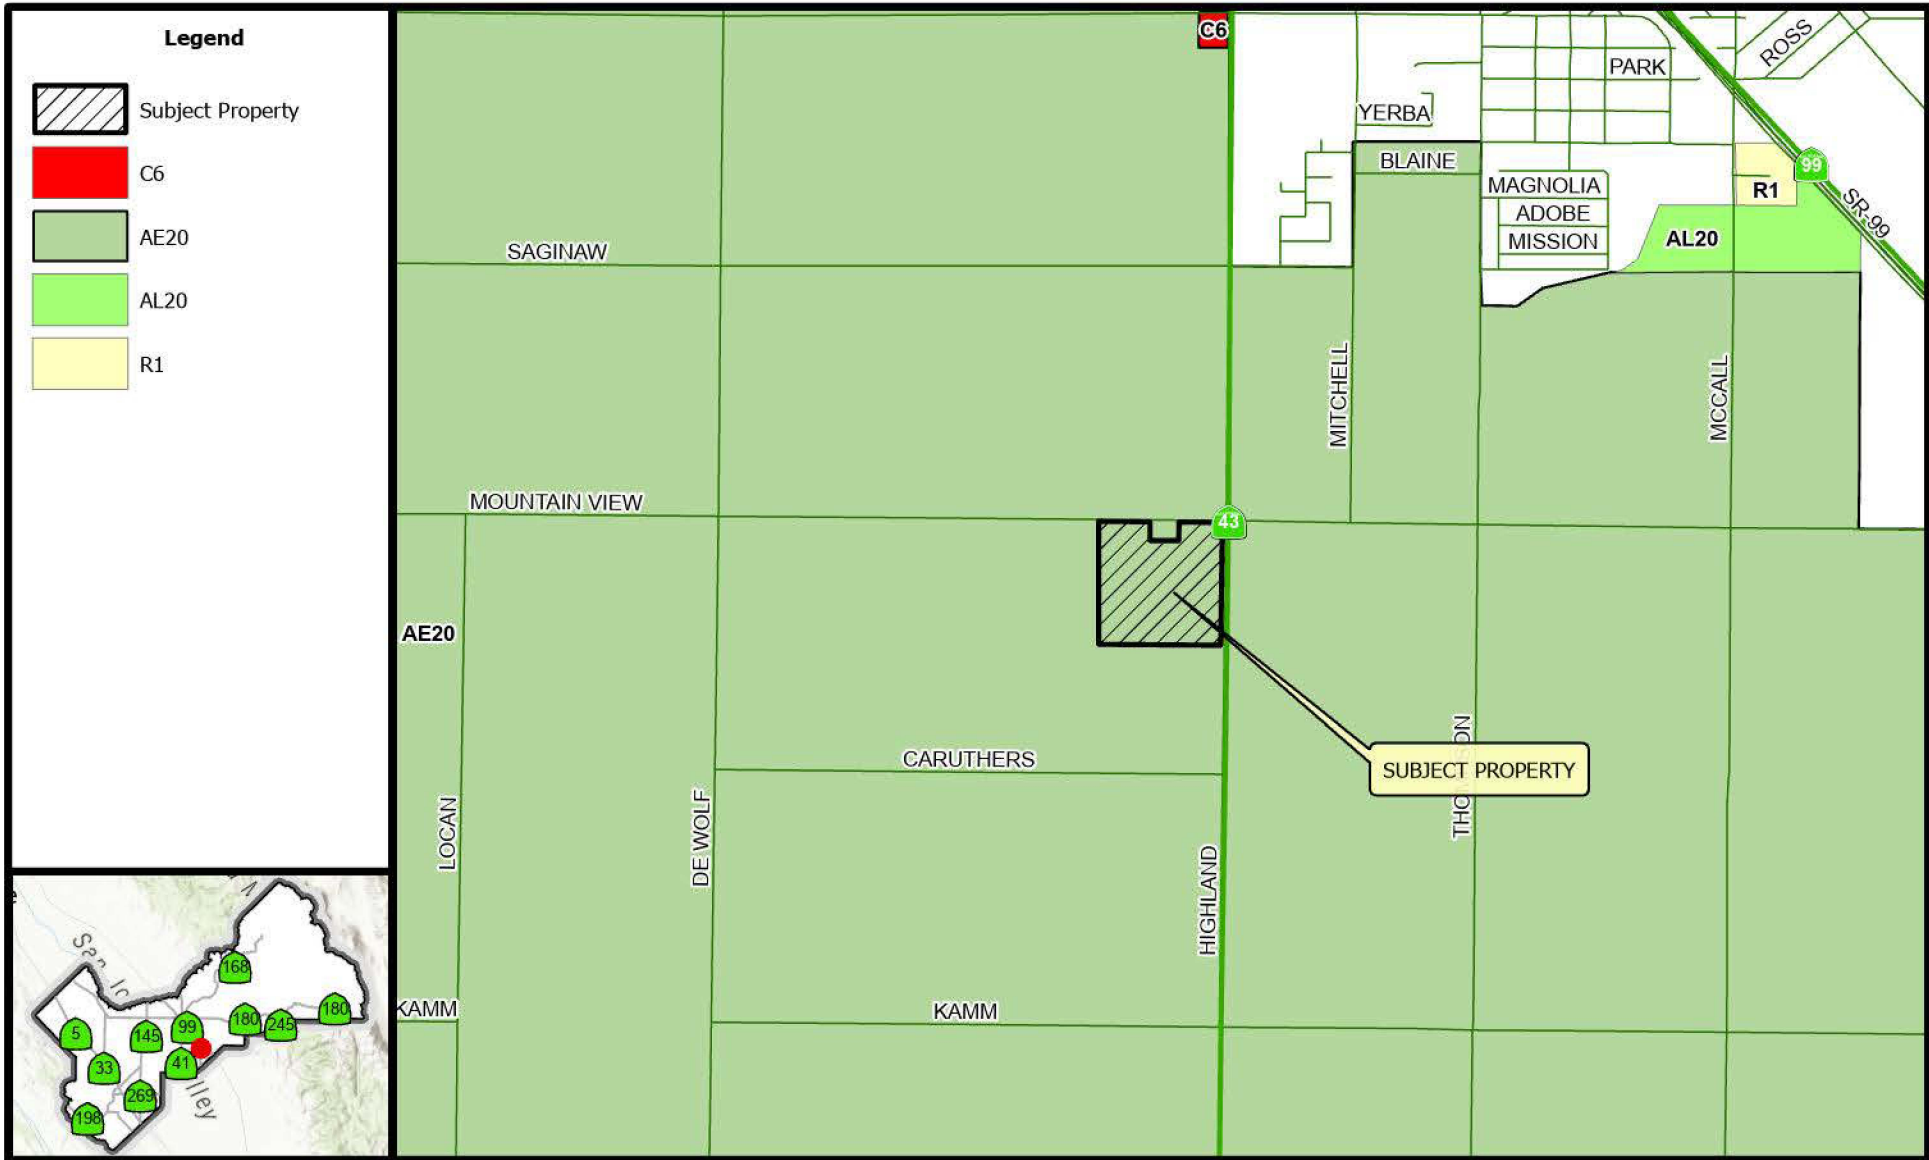 Legend
Subject Property
C6
AE20
AL20
R1
C6
ROSS
PARK
YERBA
BLAINE
99
MAGNOLIA
R1
ADOBE
SR-99
MISSION
AL20
SAGINAW
MITCHELL
MCCALL
MOUNTAIN VIEW
43
AE20
CARUTHERS
SUBJECT PROPERTY
LOCAN
DE WOLF
HIGHLAND
KAMM
KAMM
168
180
180
245
99
145
5
33
41
269
198
San
lley